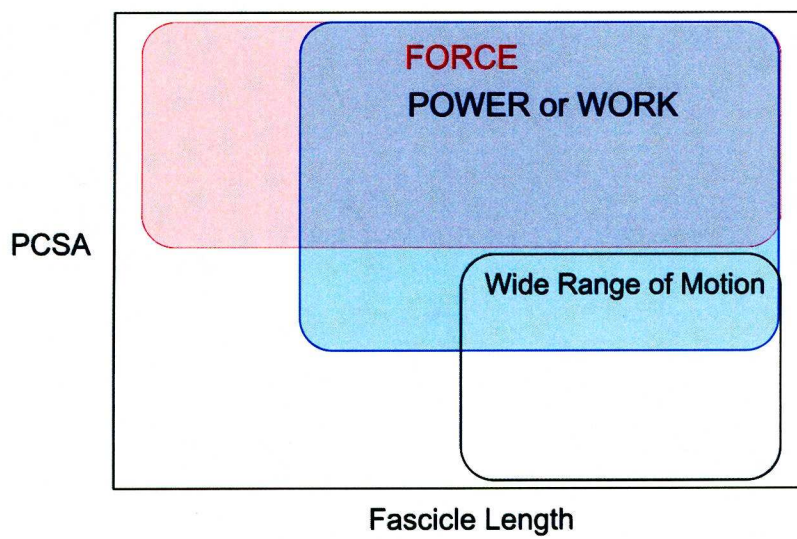 FORCE
POWER or WORK
PCSA
Wide Range of Motion
Fascicle Length